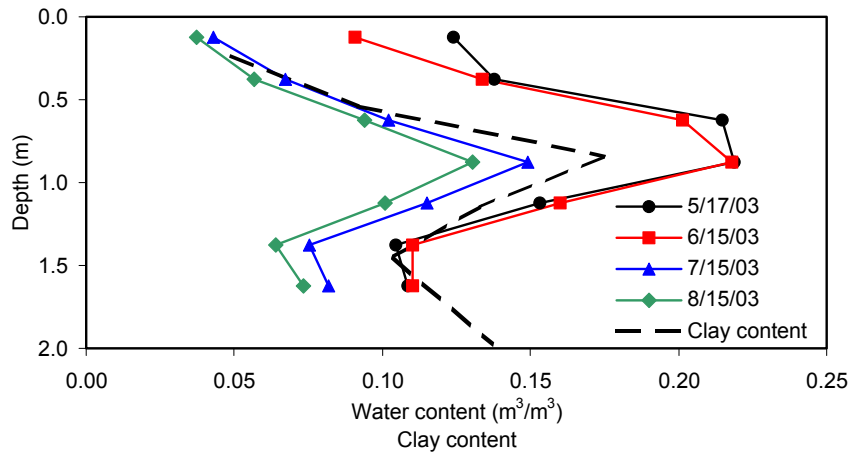 0.0
0.5
1.0
1.5
2.0
Depth (m)
5/17/03
6/15/03
7/15/03
8/15/03
Clay content
0.00 0.05 0.10 0.15 0.20 0.25
Water content (m³/m³)
Clay content